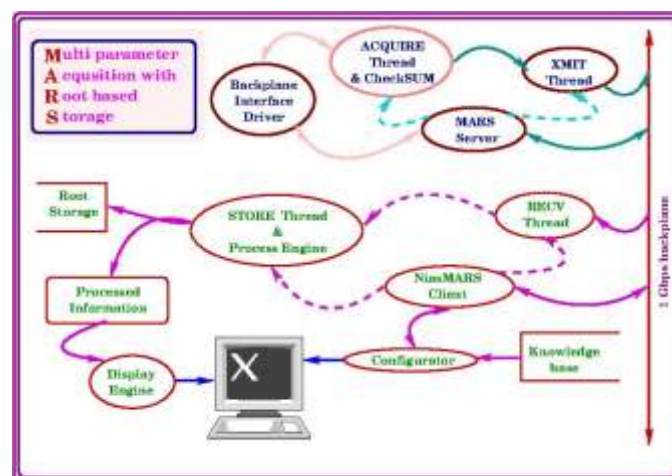 Multi parameter
Acqusition with
Root based
Storage
ACQUIRE
Thread
& CheckSUM
XMIT
Thread
Backplane
Interface
Driver
MARS
Server
Root
Storage
STORE Thread
&
Process Engine
RECV
Thread
NimMARS
Client
Processed
Information
Configurator
Knowledge
base
Display
Engine
X
1 Gbps backplane